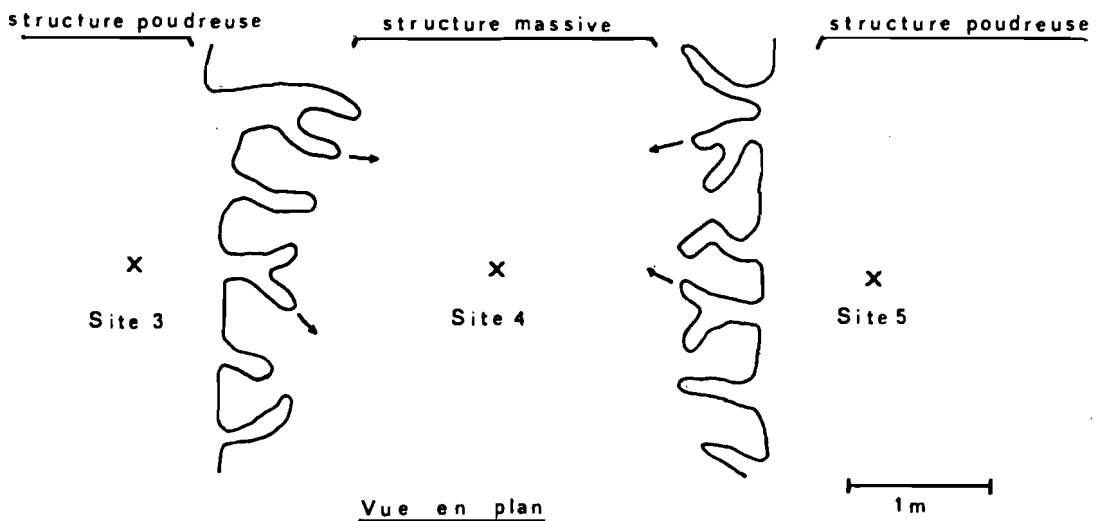 structure poudreuse
structure massive
structure poudreuse
x
x
x
Site 3
Site 4
Site 5
1 m
Vue en plan